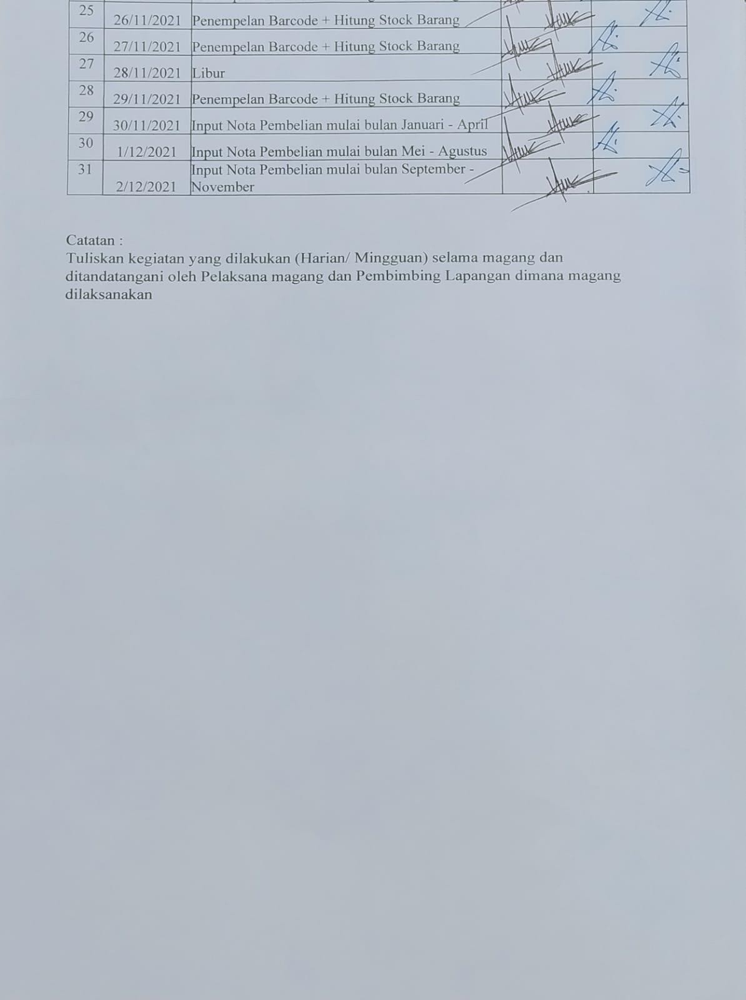 25 26/11/2021 Penempelan Barcode + Hitung Stock Barang
26 27/11/2021 Penempelan Barcode + Hitung Stock Barang
27 28/11/2021 Libur
28 29/11/2021 Penempelan Barcode + Hitung Stock Barang
29 30/11/2021 Input Nota Pembelian mulai bulan Januari - April
30 1/12/2021 Input Nota Pembelian mulai bulan Mei - Agustus
31 Input Nota Pembelian mulai bulan September -
2/12/2021 November
Catatan :
Tuliskan kegiatan yang dilakukan (Harian/ Mingguan) selama magang dan
ditandatangani oleh Pelaksana magang dan Pembimbing Lapangan dimana magang
dilaksanakan